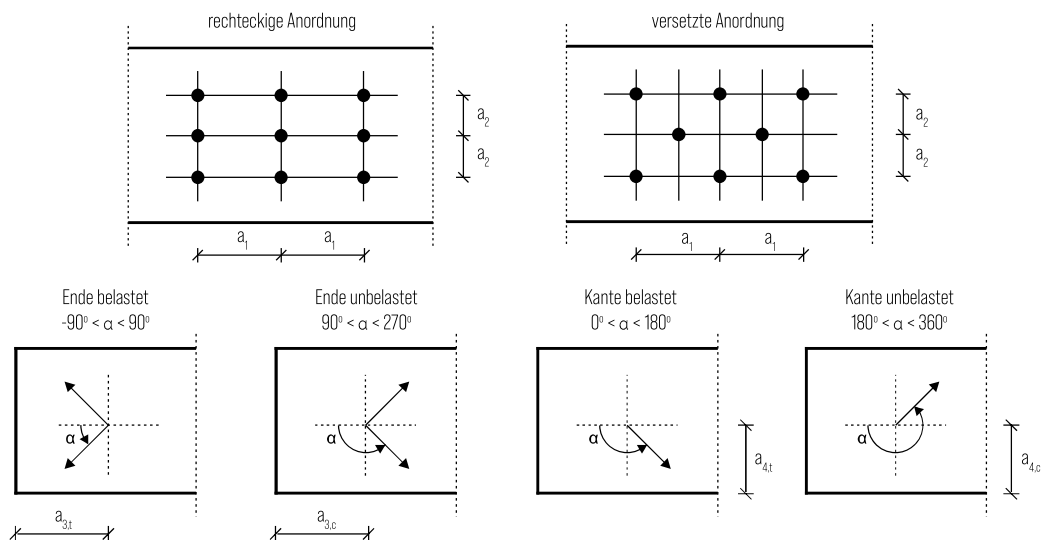 rechteckige Anordnung
versetzte Anordnung
a2
a2
a2
a2
a1
a1
a1
a1
Ende belastet
-90° < α < 90°
Ende unbelastet
90° < α < 270°
Kante belastet
0° < α < 180°
Kante unbelastet
180° < α < 360°
α
α
α
α
a4,t
a4,c
a3,t
a3,c